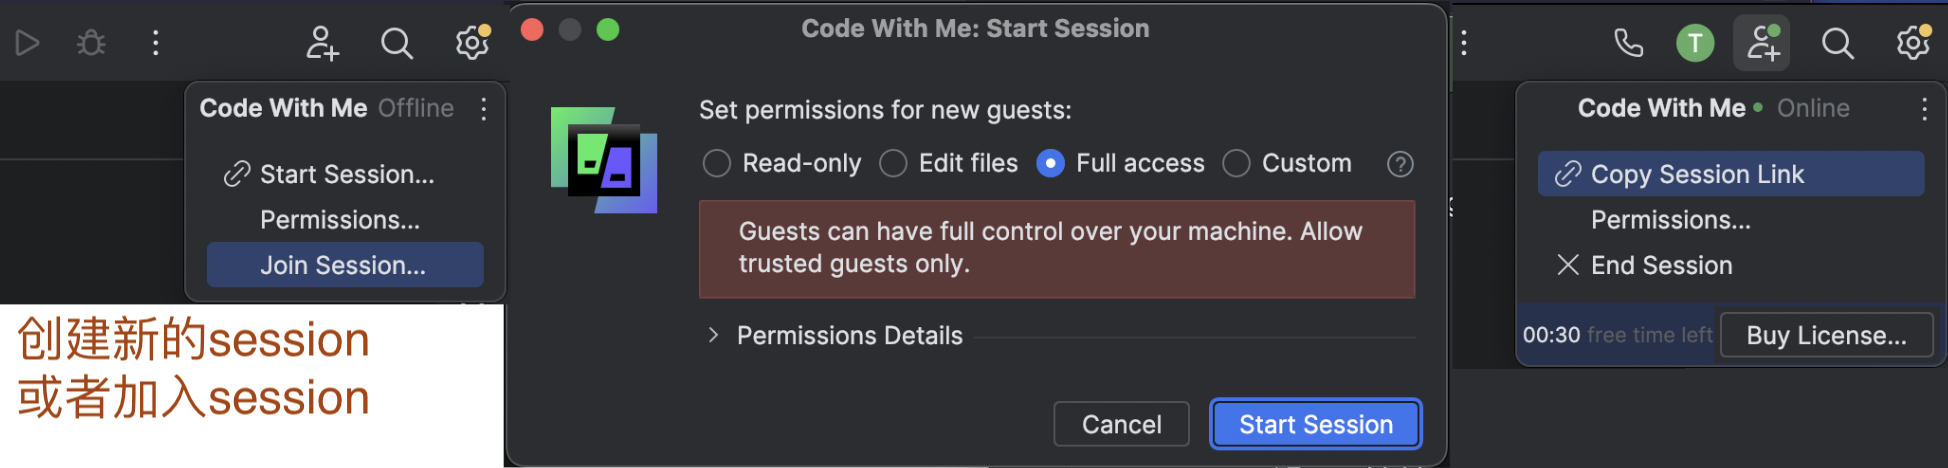 Code With Me Offline
Start Session...
Permissions...
Join Session...
创建新的session
或者加入session
Code With Me: Start Session
Set permissions for new guests:
Read-only Edit files Full access Custom ?
Guests can have full control over your machine. Allow
trusted guests only.
Permissions Details
Cancel Start Session
T
Code With Me Online
Copy Session Link
Permissions...
End Session
00:30 free time left Buy License...